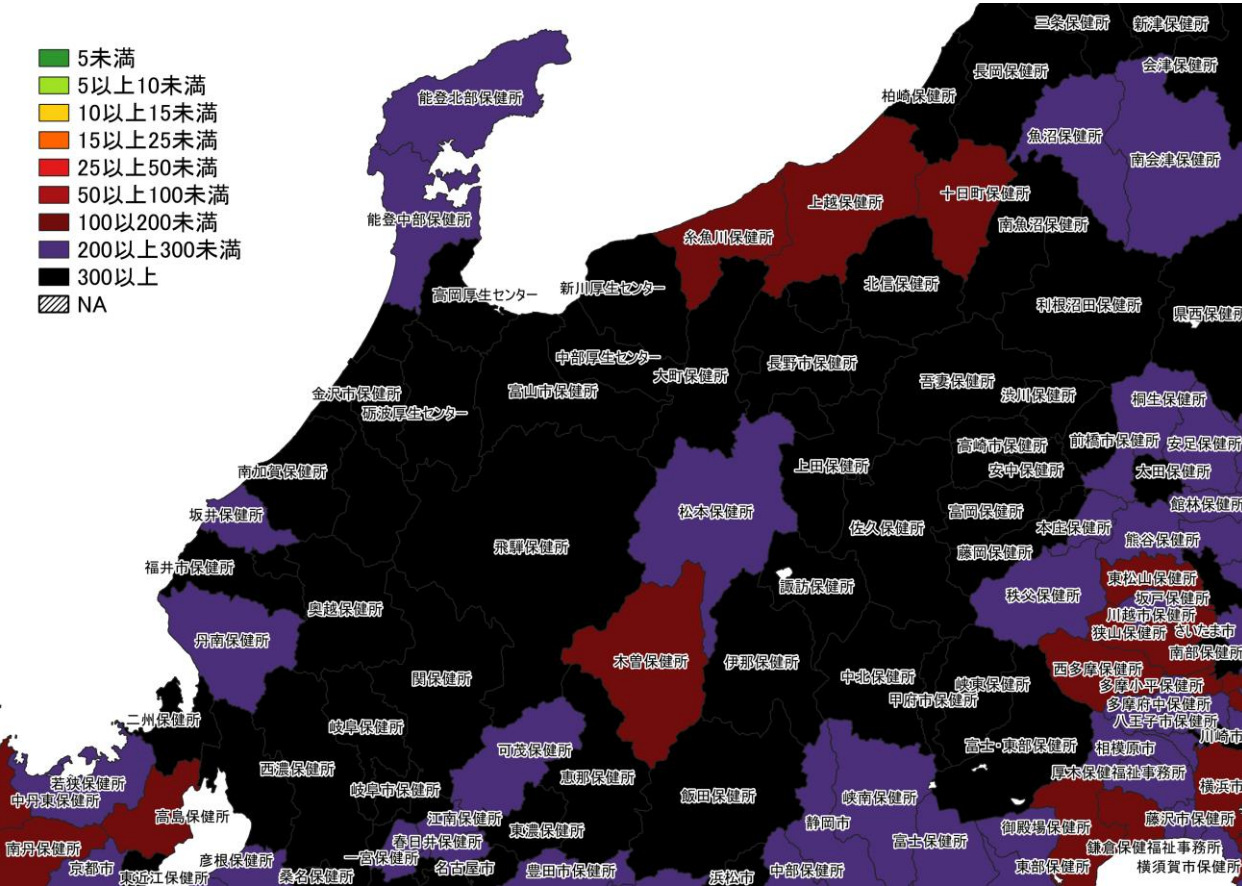 5未満
5以上10未満
10以上15未満
15以上25未満
25以上50未満
50以上100未満
100以200未満
200以上300未満
300以上
NA
三条保健所
新津保健所
会津保健所
長岡保健所
柏崎保健所
能登北部保健所
魚沼保健所
南会津保健所
十日町保健所
上越保健所
能登中部保健所
南魚沼保健所
糸魚川保健所
北信保健所
新川厚生センター
高岡厚生センター
利根沼田保健所
県西保健所
中部厚生センター
長野市保健所
大町保健所
吾妻保健所
富山市保健所
金沢市保健所
渋川保健所
桐生保健所
砺波厚生センター
前橋市保健所
安足保健所
高崎市保健所
南加賀保健所
上田保健所
安中保健所
太田保健所
館林保健所
坂井保健所
松本保健所
富岡保健所
佐久保健所
本庄保健所
熊谷保健所
飛騨保健所
藤岡保健所
福井市保健所
東松山保健所
諏訪保健所
秩父保健所
坂戸保健所
奥越保健所
川越市保健所
狭山保健所
さいたま市
丹南保健所
南部保健所
木曽保健所
伊那保健所
西多摩保健所
関保健所
中北保健所
峡東保健所
多摩小平保健所
甲府市保健所
多摩府中保健所
二州保健所
岐阜保健所
八王子市保健所
川崎市
可茂保健所
富士・東部保健所
相模原市
西濃保健所
恵那保健所
厚木保健福祉事務所
若狭保健所
岐阜市保健所
飯田保健所
峡南保健所
横浜市
中丹東保健所
高島保健所
江南保健所
静岡市
藤沢市保健所
東濃保健所
御殿場保健所
春日井保健所
富士保健所
南丹保健所
鎌倉保健福祉事務所
一宮保健所
彦根保健所
京都市
名古屋市
豊田市保健所
中部保健所
東部保健所
横須賀市保健所
東近江保健所
桑名保健所
浜松市